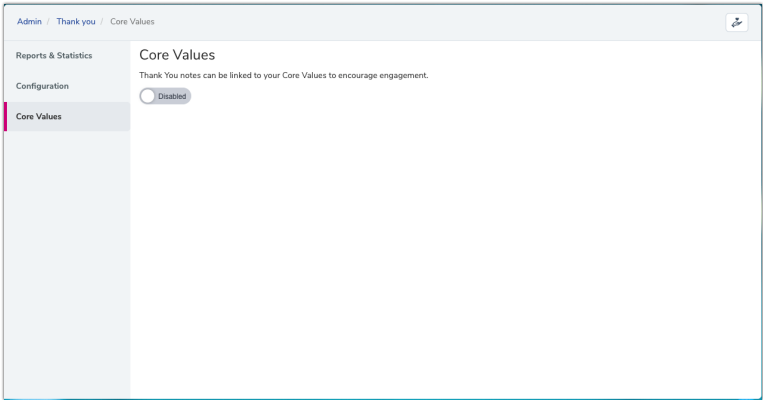 Admin / Thank you / Core Values
Reports & Statistics
Configuration
Core Values
Core Values
Thank You notes can be linked to your Core Values to encourage engagement.
Disabled